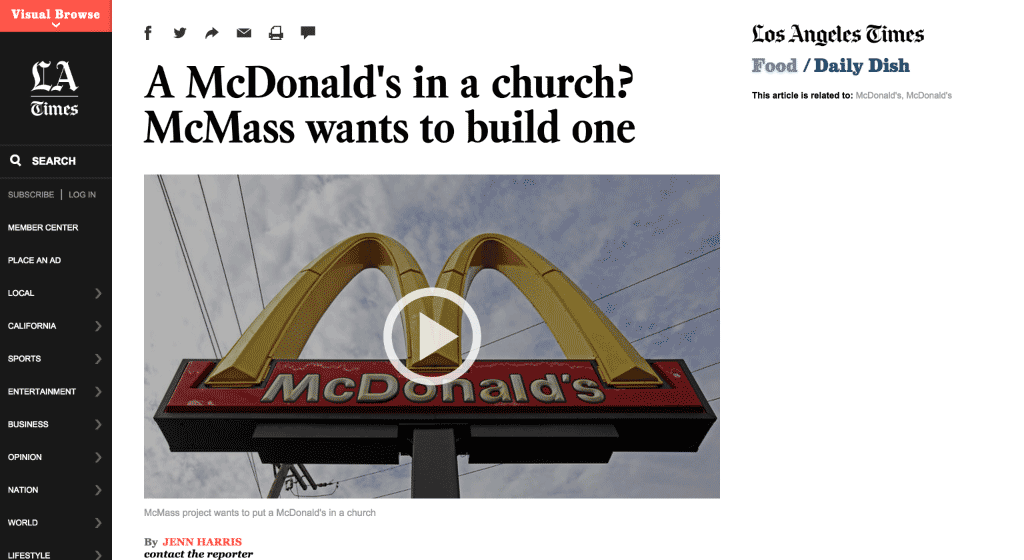 Visual Browse
LA
Times
SEARCH
SUBSCRIBE | LOG IN
MEMBER CENTER
PLACE AN AD
LOCAL
CALIFORNIA
SPORTS
ENTERTAINMENT
BUSINESS
OPINION
NATION
WORLD
LIFESTYLE
A McDonald's in a church?
McMass wants to build one
McDonald's
McMass project wants to put a McDonald's in a church
By JENN HARRIS
contact the reporter
Los Angeles Times
Food / Daily Dish
This article is related to: McDonald's, McDonald's